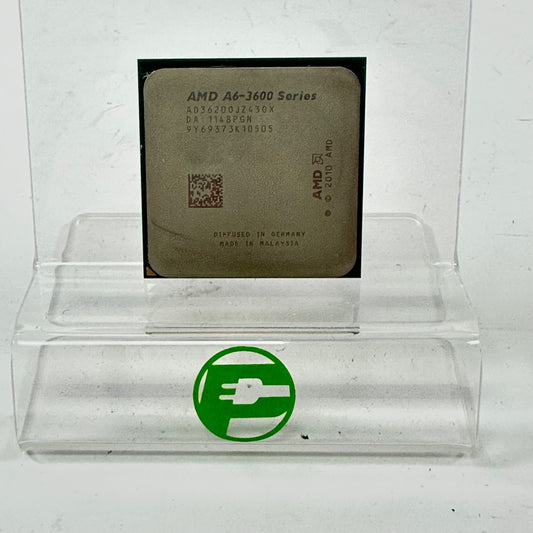 AMD A6-3600 Series
AD3620OJZ43GX
DA 1148PGN
9Y69373K10505
AMD
© 2010 AMD
DIFFUSED IN GERMANY
MADE IN MALAYSIA